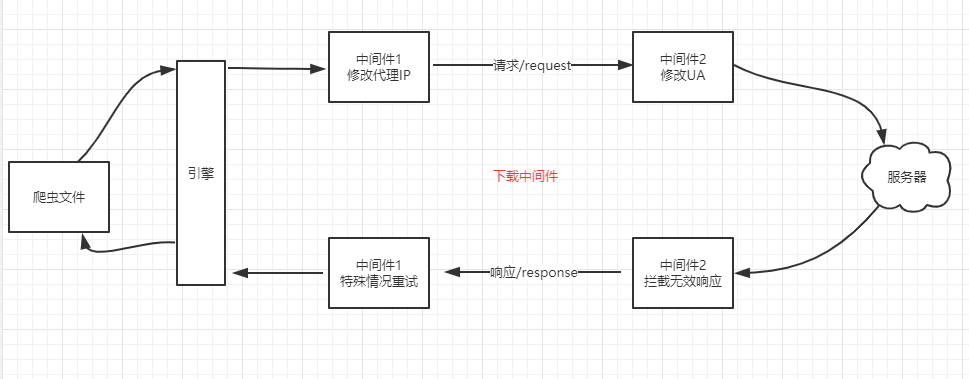 中间件1
修改代理IP
请求/request
中间件2
修改UA
引擎
爬虫文件
下载中间件
服务器
中间件1
特殊情况重试
响应/response
中间件2
拦截无效响应